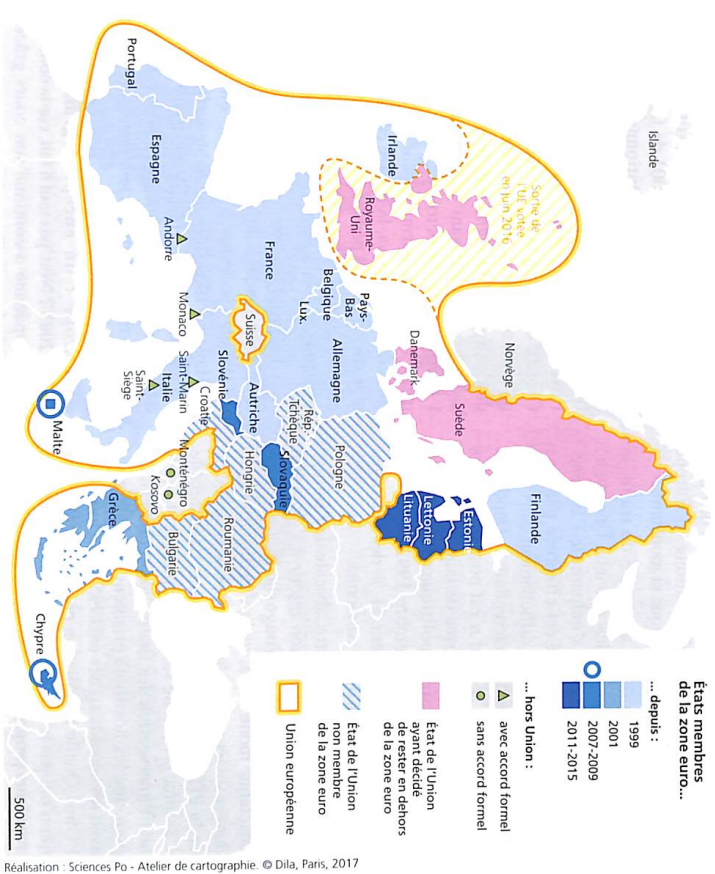 Islande
Sortie de
l'UE votée
en juin 2016
Irlande
Royaume-
Uni
Norvège
Suède
Finlande
Danemark
Estonie
Lettonie
Lituanie
Portugal
Espagne
Andorre
France
Monaco
Pays-
Bas
Belgique
Lux.
Suisse
Allemagne
Pologne
Rép.
Tchèque
Slovaquie
Autriche
Hongrie
Slovénie
Croatie
Saint-Marin
Italie
Saint-
Siège
Malte
Monténégro
Kosovo
Roumanie
Bulgarie
Grèce
Chypre
États membres
de la zone euro...
... depuis :
1999
2001
2007-2009
2011-2015
... hors Union :
avec accord formel
sans accord formel
État de l'Union
ayant décidé
de rester en dehors
de la zone euro
État de l'Union
non membre
de la zone euro
Union européenne
500 km
Réalisation : Sciences Po - Atelier de cartographie. © Dila, Paris, 2017